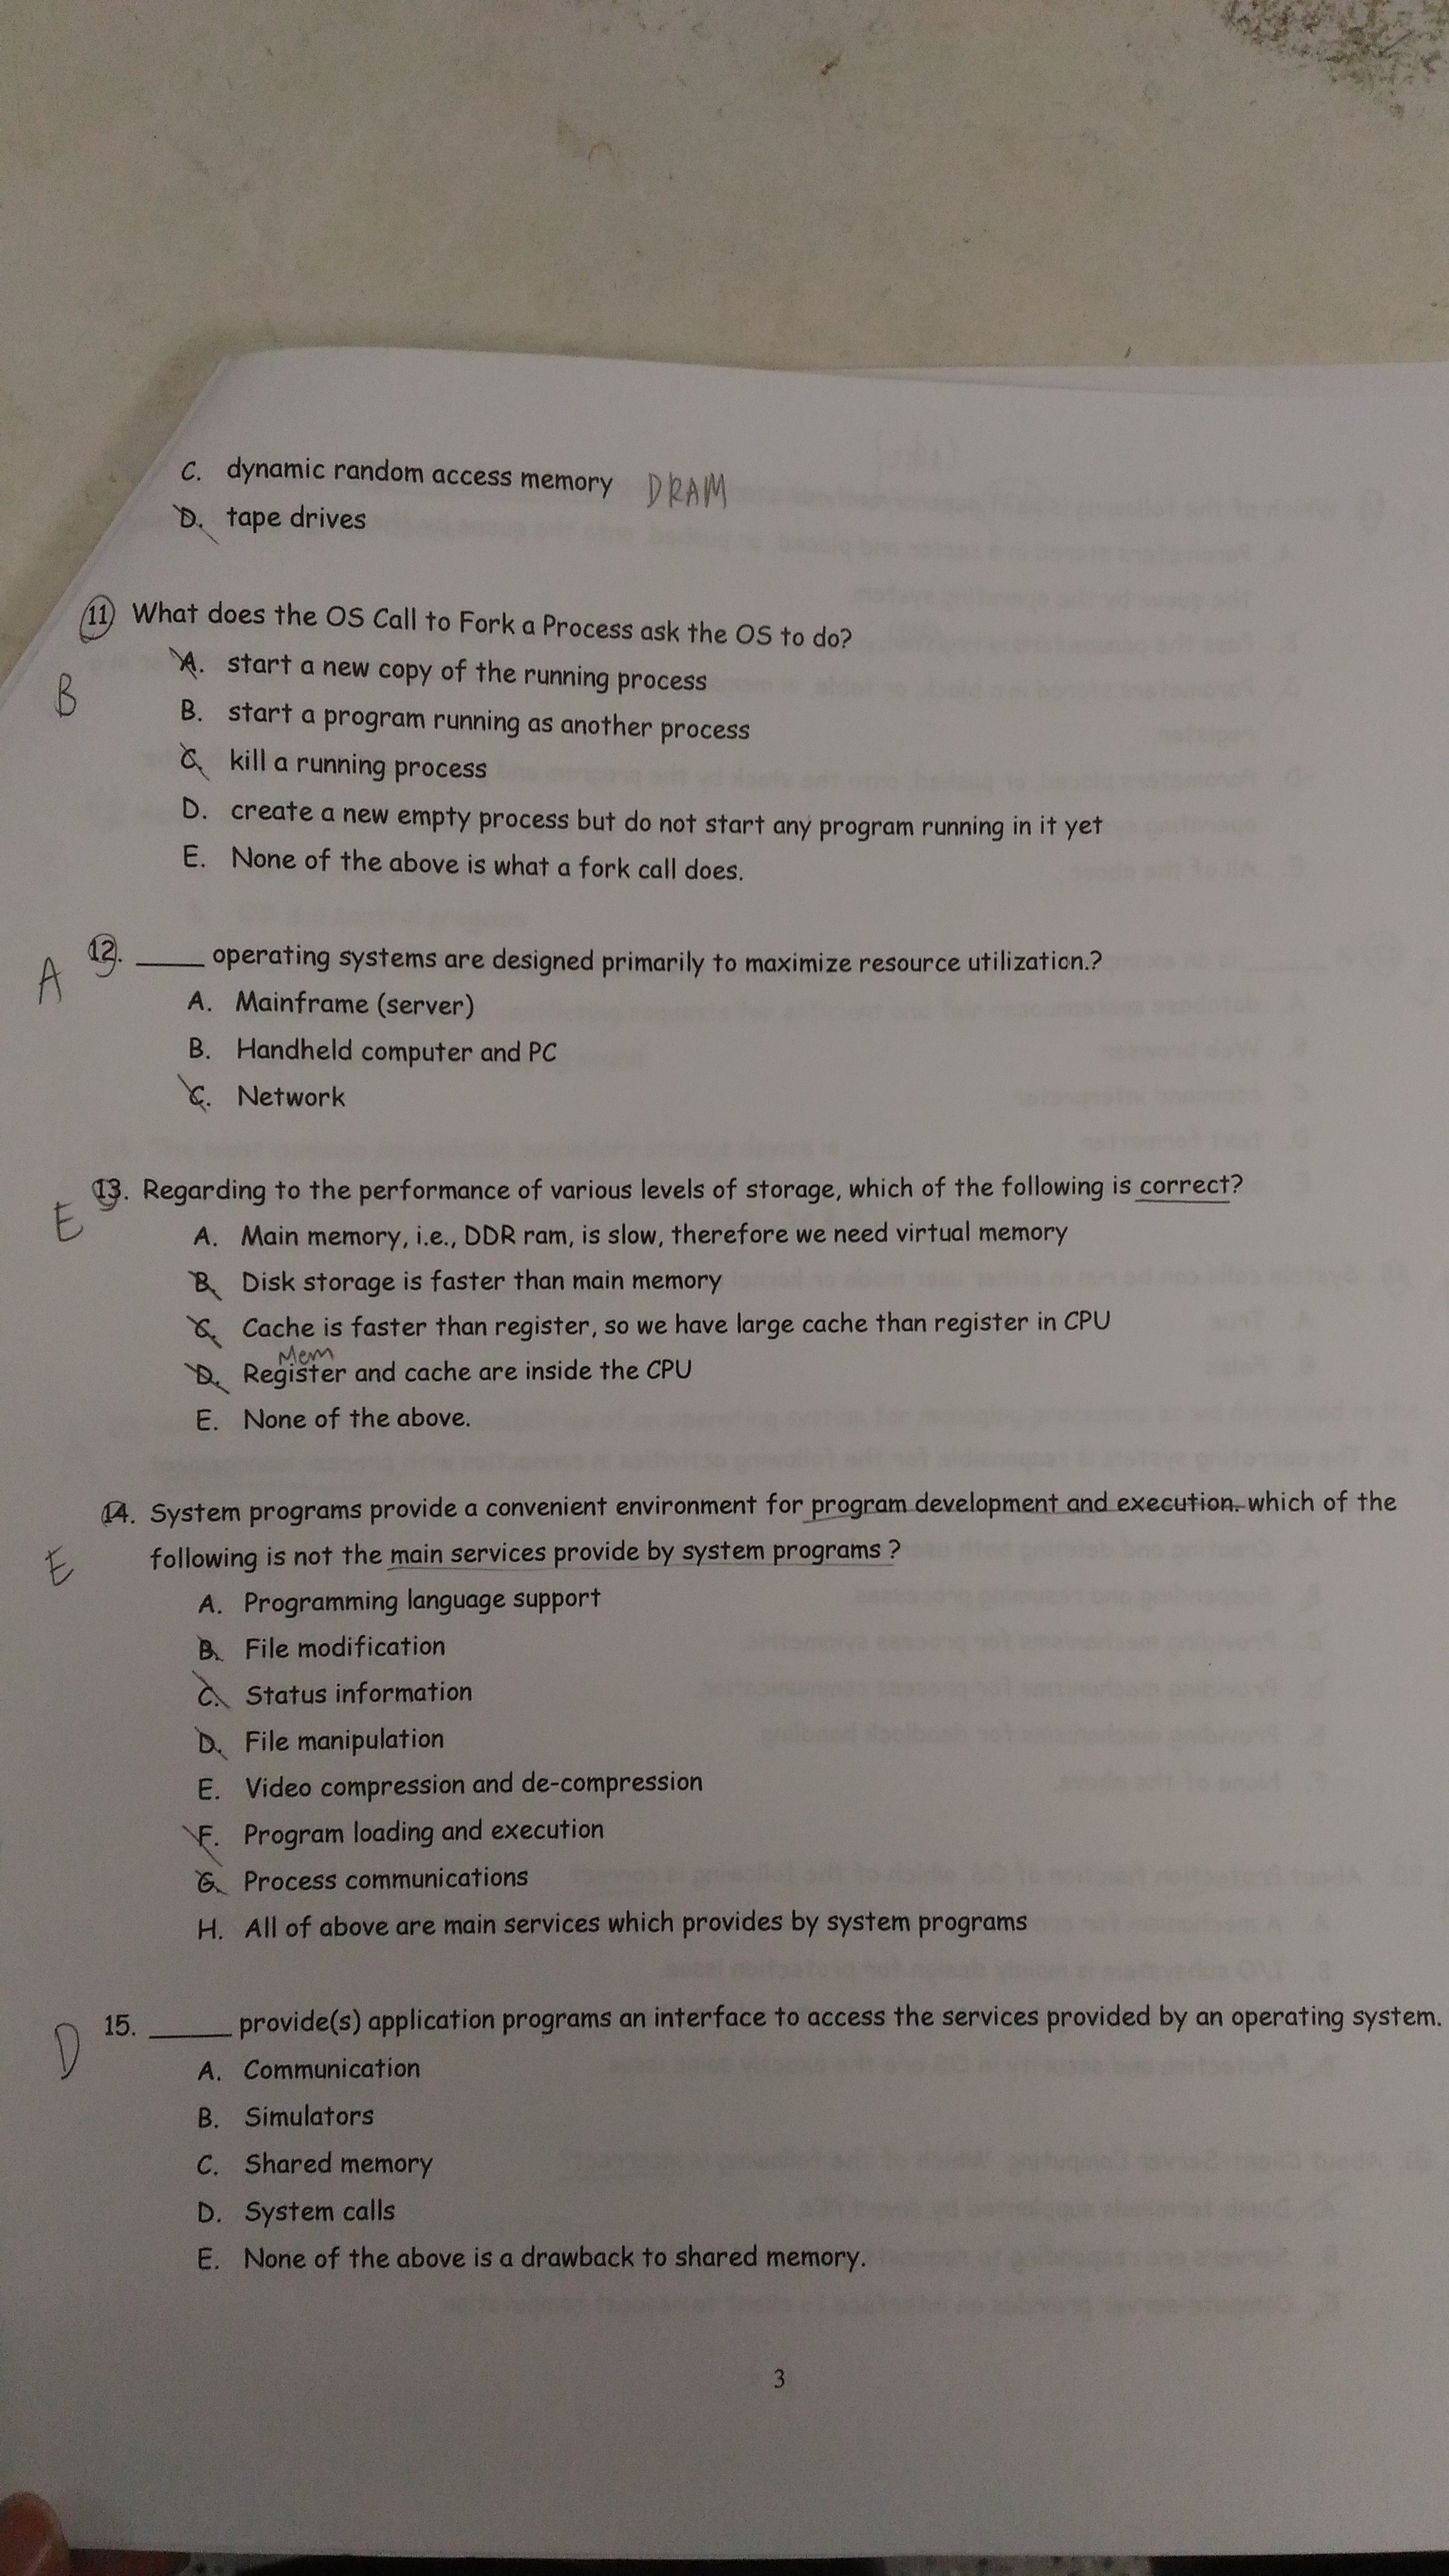 C. dynamic random access memory DRAM
D. tape drives
11 What does the OS Call to Fork a Process ask the OS to do?
A. start a new copy of the running process
B
B. start a program running as another process
C. kill a running process
D. create a new empty process but do not start any program running in it yet
E. None of the above is what a fork call does.
A
12. _____ operating systems are designed primarily to maximize resource utilization.?
A. Mainframe (server)
B. Handheld computer and PC
C. Network
E
13. Regarding to the performance of various levels of storage, which of the following is correct?
A. Main memory, i.e., DDR ram, is slow, therefore we need virtual memory
B. Disk storage is faster than main memory
C. Cache is faster than register, so we have large cache than register in CPU
Mem
D. Register and cache are inside the CPU
E. None of the above.
14. System programs provide a convenient environment for program development and execution. which of the
E
following is not the main services provide by system programs ?
A. Programming language support
B. File modification
C. Status information
D. File manipulation
E. Video compression and de-compression
F. Program loading and execution
G. Process communications
H. All of above are main services which provides by system programs
D
15. ______ provide(s) application programs an interface to access the services provided by an operating system.
A. Communication
B. Simulators
C. Shared memory
D. System calls
E. None of the above is a drawback to shared memory.
3